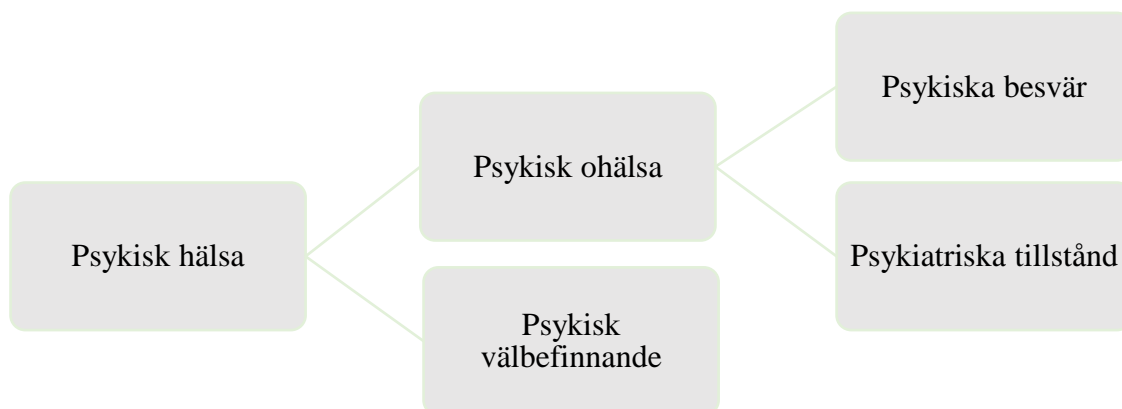 Psykisk hälsa
Psykisk ohälsa
Psykisk
välbefinnande
Psykiska besvär
Psykiatriska tillstånd